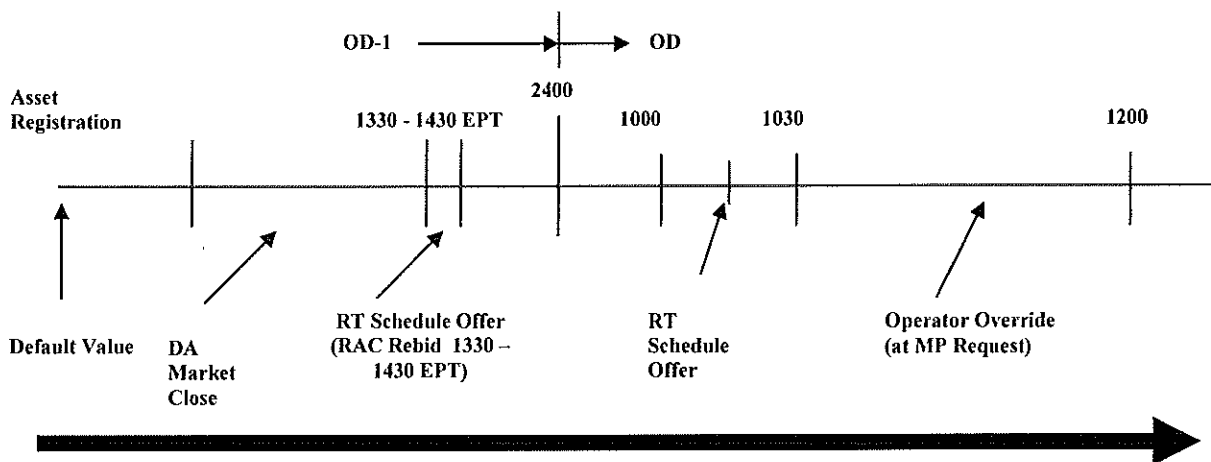 OD-1
OD
2400
Asset
Registration
1330 - 1430 EPT
1000
1030
1200
Default Value
DA
Market
Close
RT Schedule Offer
(RAC Rebid 1330 –
1430 EPT)
RT
Schedule
Offer
Operator Override
(at MP Request)